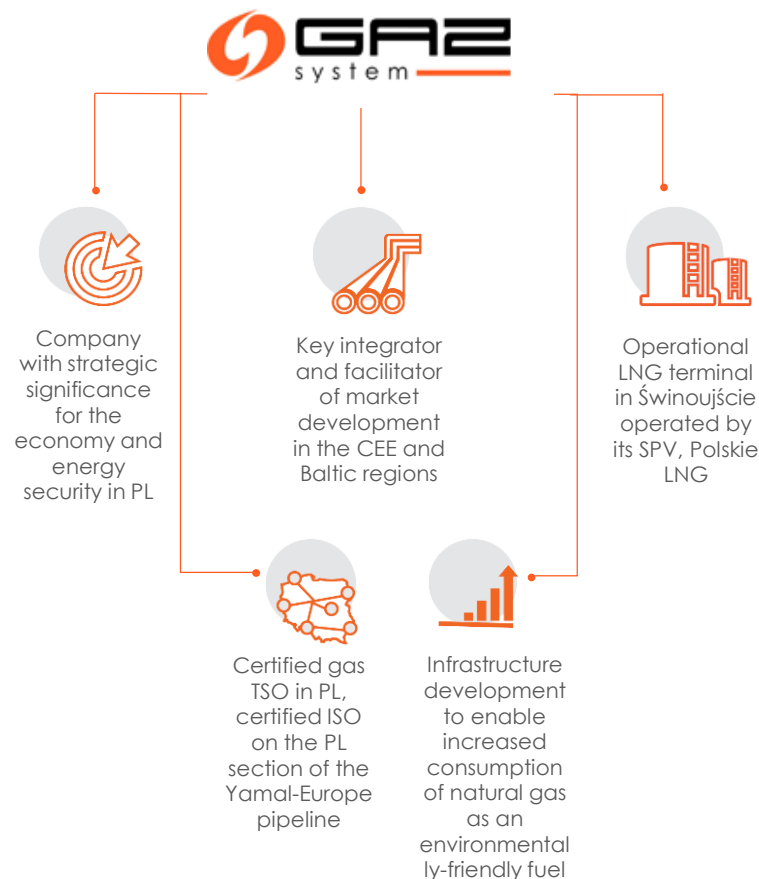 GAZ
system
Company
with strategic
significance
for the
economy and
energy
security in PL
Key integrator
and facilitator
of market
development
in the CEE and
Baltic regions
Operational
LNG terminal
in Świnoujście
operated by
its SPV, Polskie
LNG
Certified gas
TSO in PL,
certified ISO
on the PL
section of the
Yamal-Europe
pipeline
Infrastructure
development
to enable
increased
consumption
of natural gas
as an
environmental
ly-friendly fuel